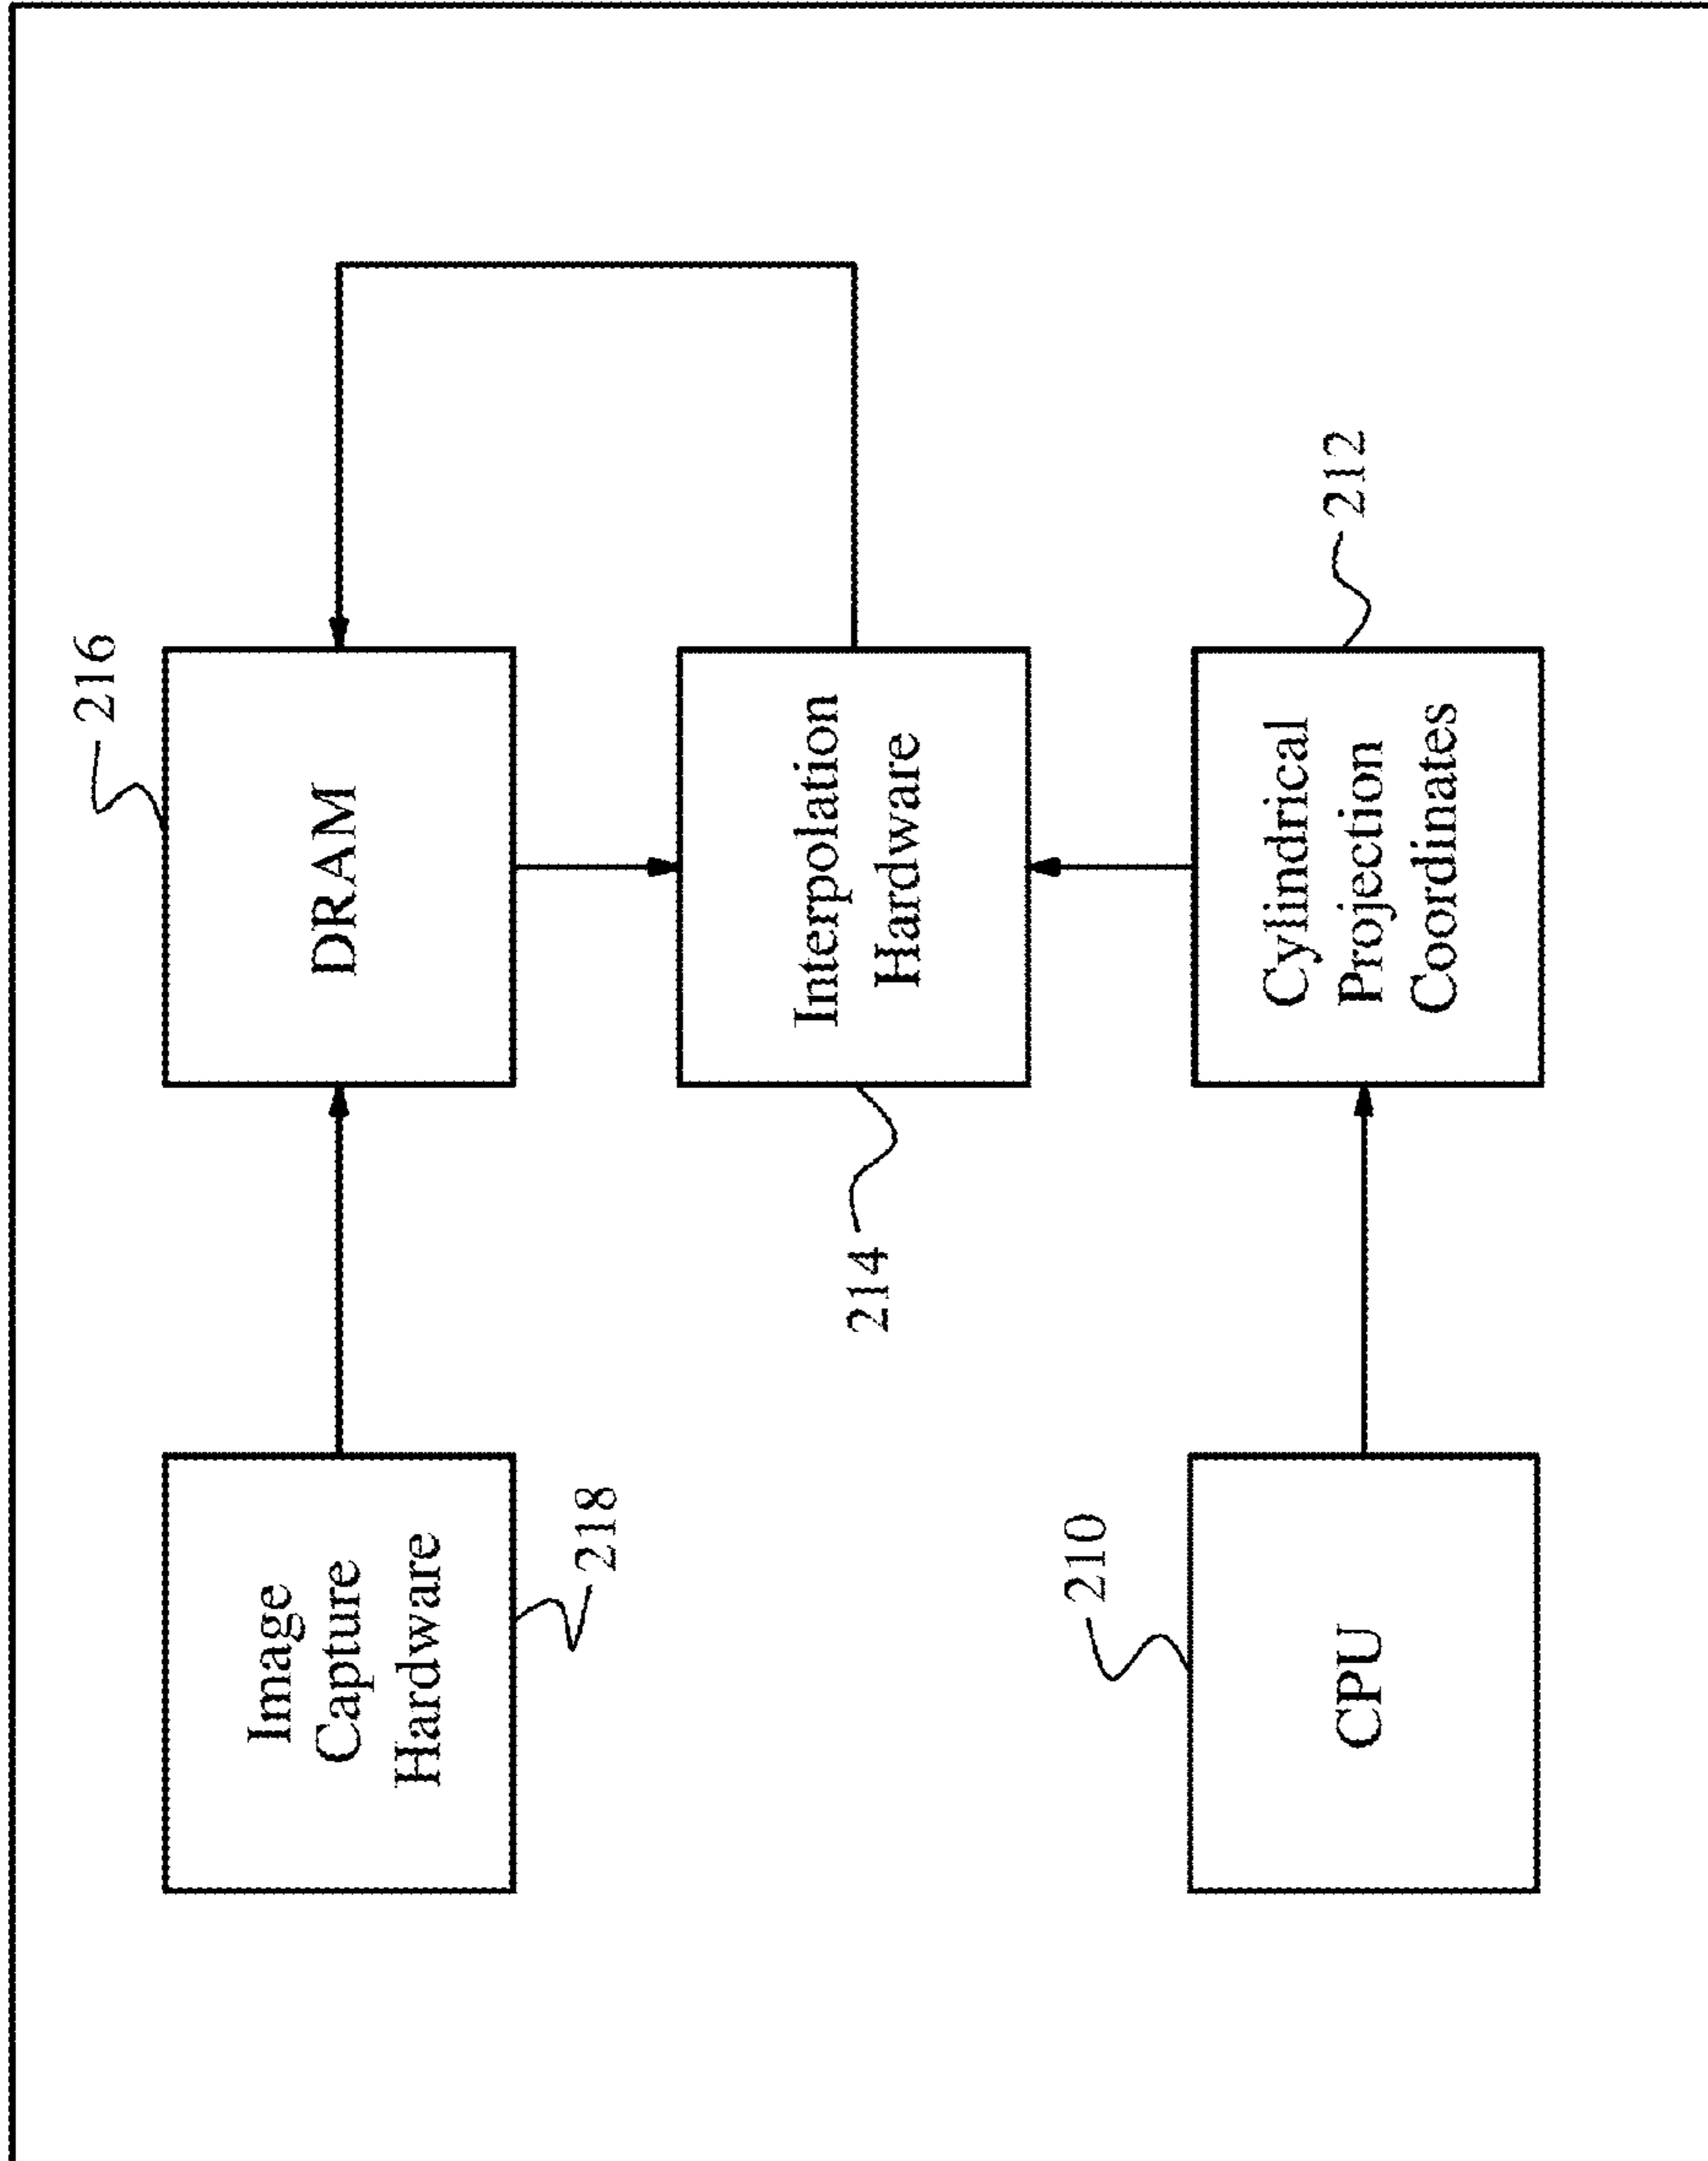 Image
Capture
Hardware
218
DRAM
216
Interpolation
Hardware
214
CPU
210
Cylindrical
Projection
Coordinates
212